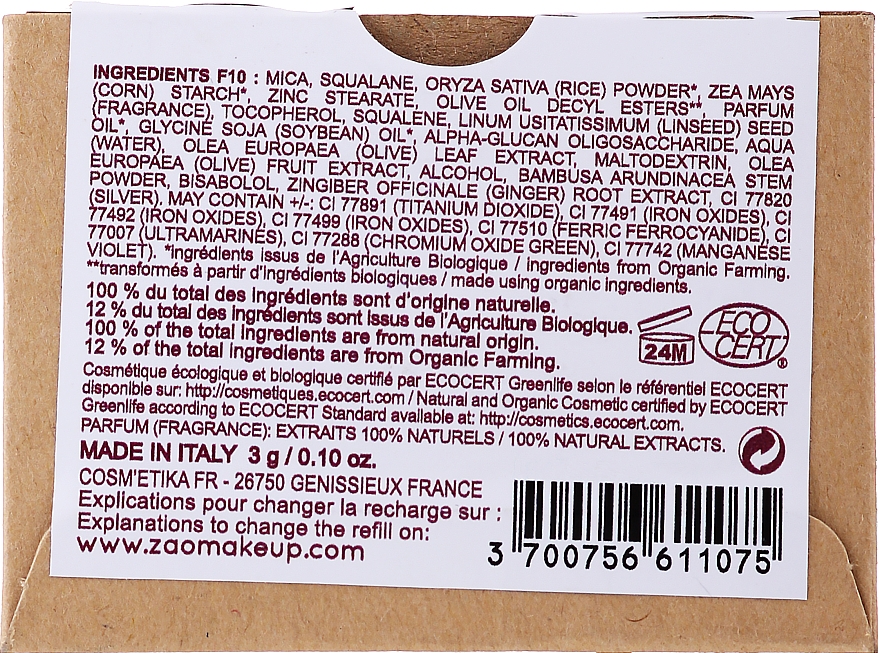 INGREDIENTS F10 : MICA, SQUALANE, ORYZA SATIVA (RICE) POWDER*, ZEA MAYS
(CORN) STARCH*, ZINC STEARATE, OLIVE OIL DECYL ESTERS**, PARFUM
(FRAGRANCE), TOCOPHEROL, SQUALENE, LINUM USITATISSIMUM (LINSEED) SEED
OIL*, GLYCINE SOJA (SOYBEAN) OIL*, ALPHA-GLUCAN OLIGOSACCHARIDE, AQUA
(WATER), OLEA EUROPAEA (OLIVE) LEAF EXTRACT, MALTODEXTRIN, OLEA
EUROPAEA (OLIVE) FRUIT EXTRACT, ALCOHOL, BAMBUSA ARUNDINACEA STEM
POWDER, BISABOLOL, ZINGIBER OFFICINALE (GINGER) ROOT EXTRACT, CI 77820
(SILVER). MAY CONTAIN +/-: CI 77891 (TITANIUM DIOXIDE), CI 77491 (IRON OXIDES), CI
77492 (IRON OXIDES), CI 77499 (IRON OXIDES), CI 77510 (FERRIC FERROCYANIDE), CI
77007 (ULTRAMARINES), CI 77288 (CHROMIUM OXIDE GREEN), CI 77742 (MANGANESE
VIOLET). *Ingrédients issus de l'Agriculture Biologique / ingredients from Organic Farming.
**transformés à partir d'ingrédients biologiques / made using organic ingredients.
100 % du total des ingrédients sont d'origine naturelle.
12 % du total des ingrédients sont issus de l'Agriculture Biologique.
100 % of the total ingredients are from natural origin.
12 % of the total ingredients are from Organic Farming.
24M
ECO
CERT®
Cosmétique écologique et biologique certifié par ECOCERT Greenlife selon le référentiel ECOCERT
disponible sur: http://cosmetiques.ecocert.com / Natural and Organic Cosmetic certified by ECOCERT
Greenlife according to ECOCERT Standard available at: http://cosmetics.ecocert.com.
PARFUM (FRAGRANCE): EXTRAITS 100% NATURELS / 100% NATURAL EXTRACTS.
MADE IN ITALY 3 g / 0.10 oz.
COSM'ETIKA FR - 26750 GENISSIEUX FRANCE
Explications pour changer la recharge sur :
Explanations to change the refill on:
www.zaomakeup.com
3 700756 611075